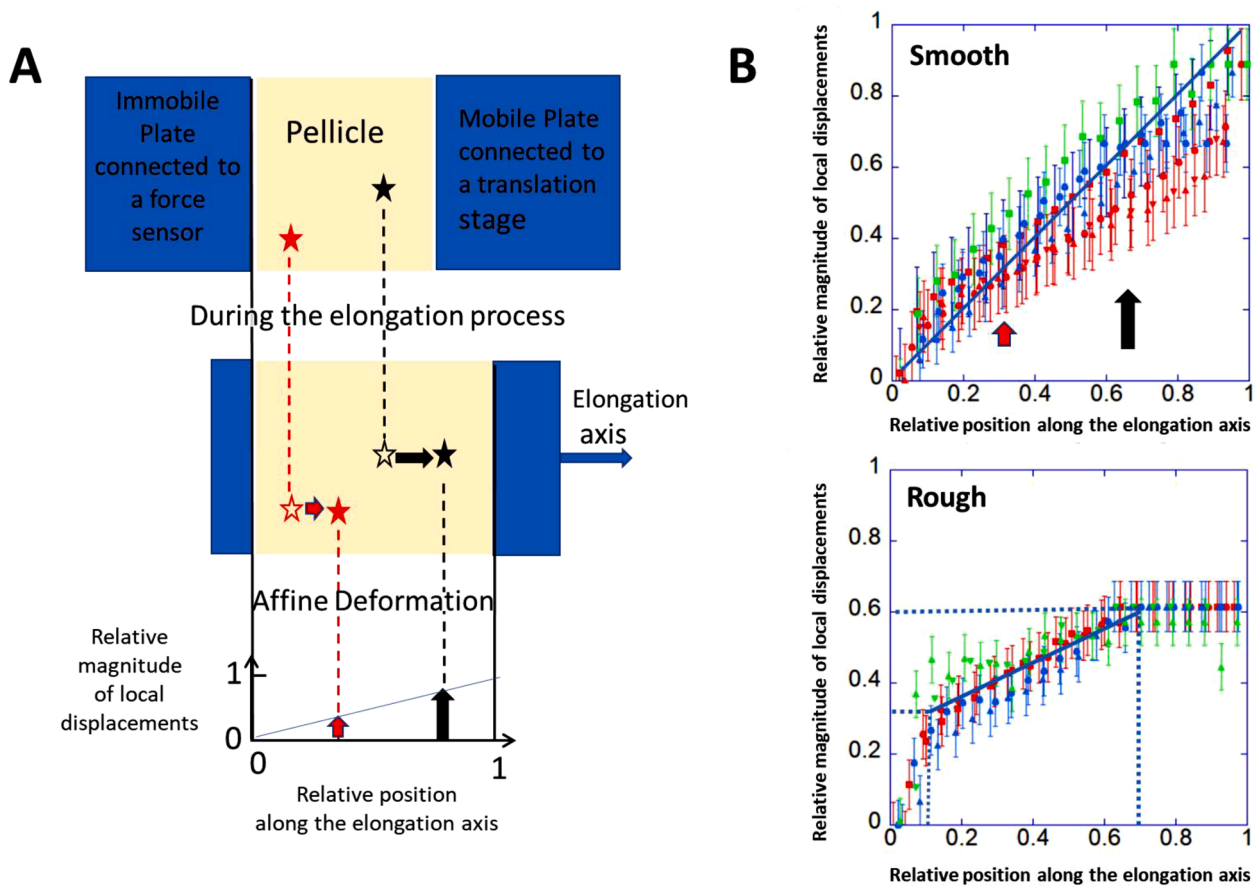 A
Immobile
Plate
connected to
a force
sensor
Pellicle
Mobile Plate
connected to
a translation
stage
During the elongation process
Elongation
axis
Affine Deformation
Relative
magnitude
of local
displacements
1
0
0
1
Relative position
along the elongation axis
B
Smooth
Relative magnitude of local displacements
1
0.8
0.6
0.4
0.2
0
0
0.2
0.4
0.6
0.8
1
Relative position along the elongation axis
Rough
Relative magnitude of local displacements
1
0.8
0.6
0.4
0.2
0
0
0.2
0.4
0.6
0.8
1
Relative position along the elongation axis